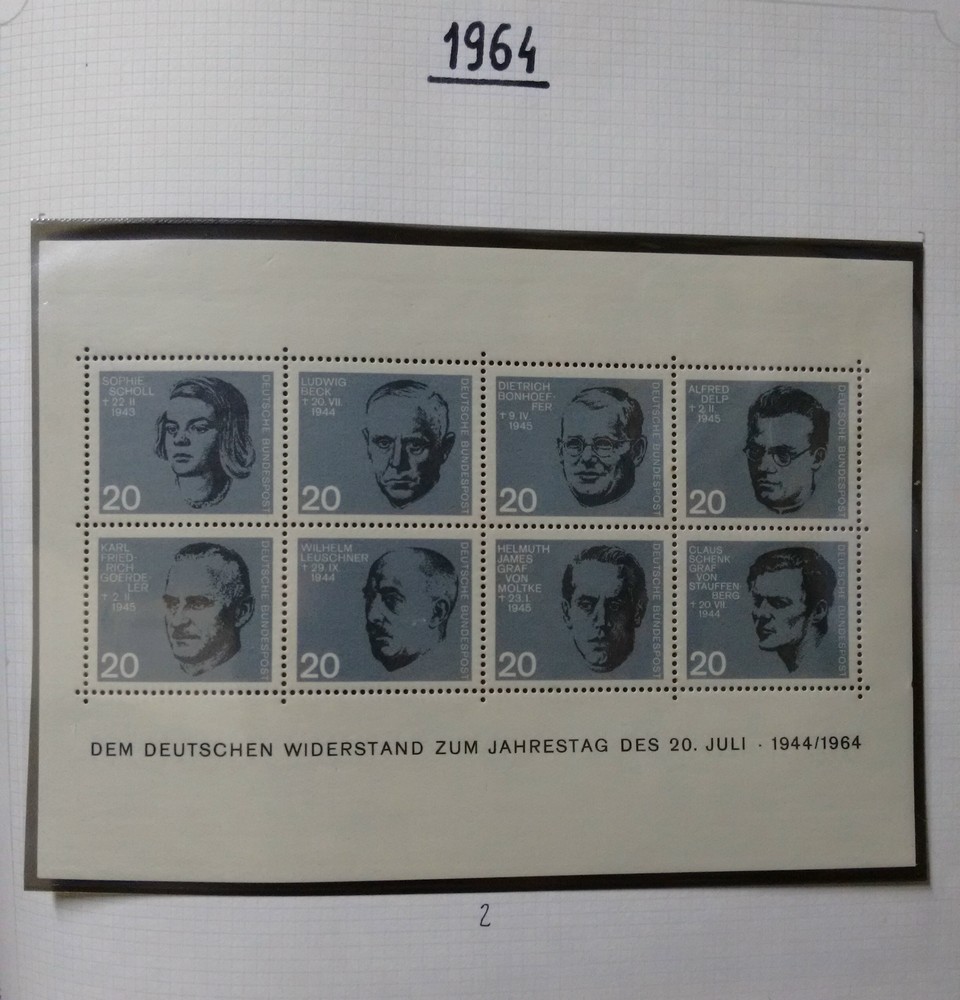 1964
SOPHIE
SCHOLL
† 22. II.
1943
DEUTSCHE BUNDESPOST
20
LUDWIG
BECK
† 20. VII.
1944
DEUTSCHE BUNDESPOST
20
DIETRICH
BONHOEF-
FER
† 9. IV.
1945
DEUTSCHE BUNDESPOST
20
ALFRED
DELP
† 2. II.
1945
DEUTSCHE BUNDESPOST
20
KARL
FRIED-
RICH
GOERDE-
LER
† 2. II.
1945
DEUTSCHE BUNDESPOST
20
WILHELM
LEUSCHNER
† 29. IX.
1944
DEUTSCHE BUNDESPOST
20
HELMUTH
JAMES
GRAF
VON
MOLTKE
† 23. I.
1945
DEUTSCHE BUNDESPOST
20
CLAUS
SCHENK
GRAF
VON
STAUFFEN-
BERG
† 20. VII.
1944
DEUTSCHE BUNDESPOST
20
DEM DEUTSCHEN WIDERSTAND ZUM JAHRESTAG DES 20. JULI · 1944/1964
2